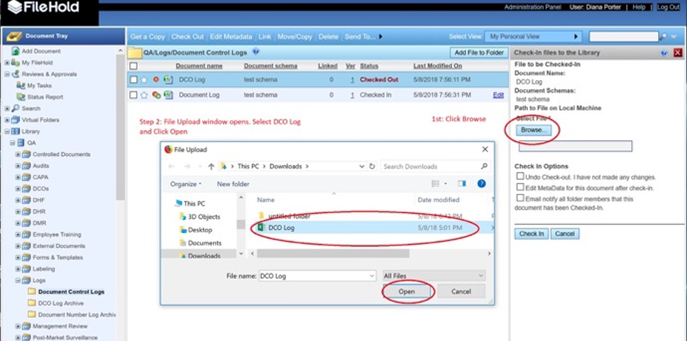 FileHold
Administration Panel User: Diana Porter | Help | Log Out
Document Tray
Get a Copy | Check Out | Edit Metadata | Link | Move/Copy | Delete | Send To...
Select View: My Personal View
Add Document
My FileHold
Reviews & Approvals
My Tasks
Status Report
Search
Virtual Folders
Library
QA
Controlled Documents
Audits
CAPA
DCOs
DHF
DHR
DMR
Employee Training
External Documents
Forms & Templates
Labeling
Logs
Document Control Logs
DCO Log Archive
Document Number Log Archive
Management Review
Post-Market Surveillance
QA/Logs/Document Control Logs
Add File to Folder
Document name Document schema Linked Ver Status Last Modified On
DCO Log test schema 0 1 Checked Out 5/8/2018 7:56:11 PM
Document Log test schema 0 1 Checked In 5/8/2018 7:56:31 PM Edit
Step 2: File Upload window opens. Select DCO Log
and Click Open
1st: Click Browse
File Upload
This PC > Downloads
Search Downloads
Organize
New folder
This PC
3D Objects
Desktop
Documents
Downloads
Name Date modified
untitled folder
DCO Log 5/8/18 5:01 PM
File name: DCO Log
All Files
Open
Cancel
Check-In files to the Library
File to be Checked-In
Document Name:
DCO Log
Document Schemas:
test schema
Path to File on Local Machine
Select File *
Browse...
Check In Options
Undo Check-out. I have not made any changes.
Edit MetaData for this document after check-in.
Email notify all folder members that this
document has been Checked-In.
Check In
Cancel